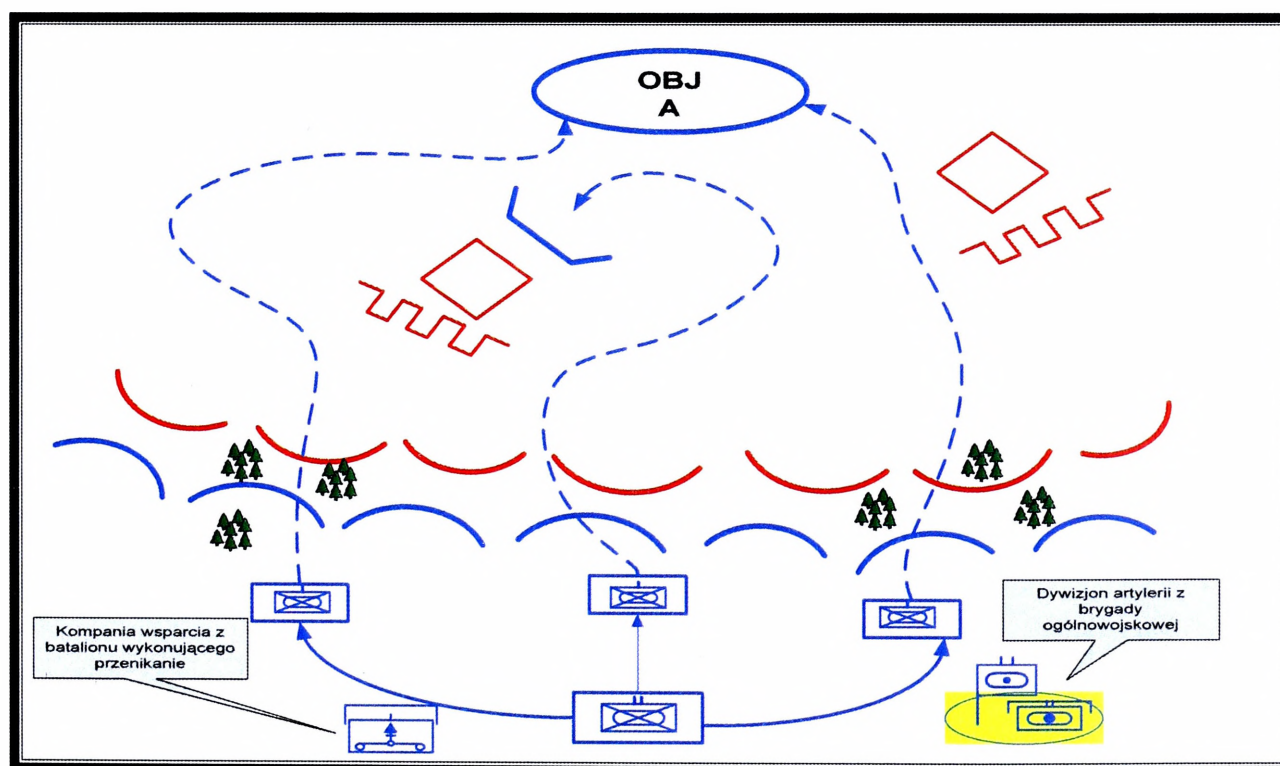 OBJ
A
Kompania wsparcia z
batalionu wykonującego
przenikanie
Dywizjon artylerii z
brygady
ogólnowojskowej